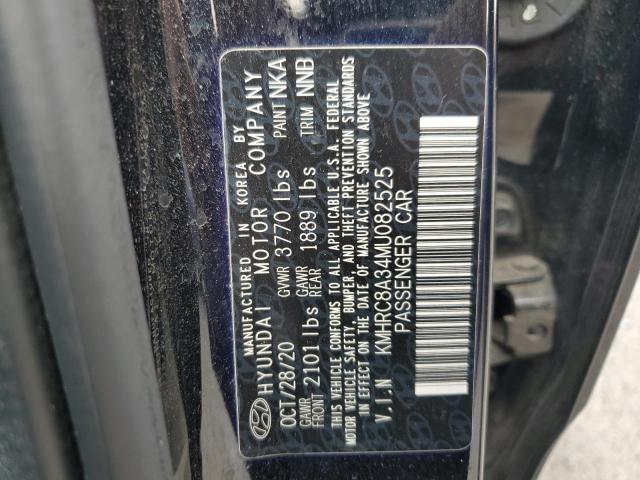 MANUFACTURED IN KOREA BY
HYUNDAI MOTOR COMPANY
OCT/28/20 GVWR 3770 lbs PAINT NKA
GAWR FRONT 2101 lbs GAWR REAR 1889 lbs TRIM NNB
THIS VEHICLE CONFORMS TO ALL APPLICABLE U.S.A. FEDERAL
MOTOR VEHICLE SAFETY, BUMPER, AND THEFT PREVENTION STANDARDS
IN EFFECT ON THE DATE OF MANUFACTURE SHOWN ABOVE
V.I.N KMHRC8A34MU082525
PASSENGER CAR